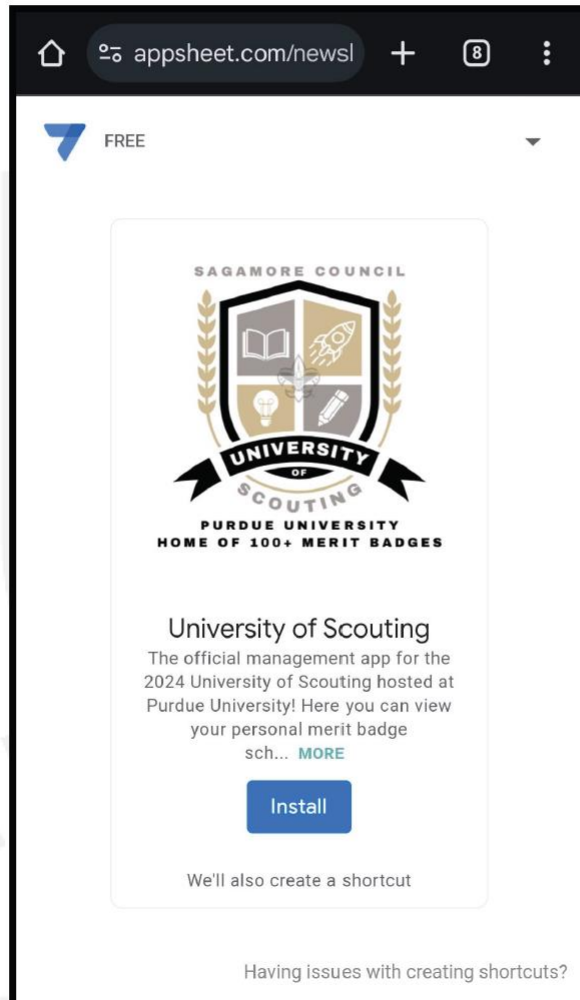 appsheet.com/newsl
8
FREE
SAGAMORE COUNCIL
UNIVERSITY
OF
SCOUTING
PURDUE UNIVERSITY
HOME OF 100+ MERIT BADGES
University of Scouting
The official management app for the
2024 University of Scouting hosted at
Purdue University! Here you can view
your personal merit badge
sch... MORE
Install
We'll also create a shortcut
Having issues with creating shortcuts?